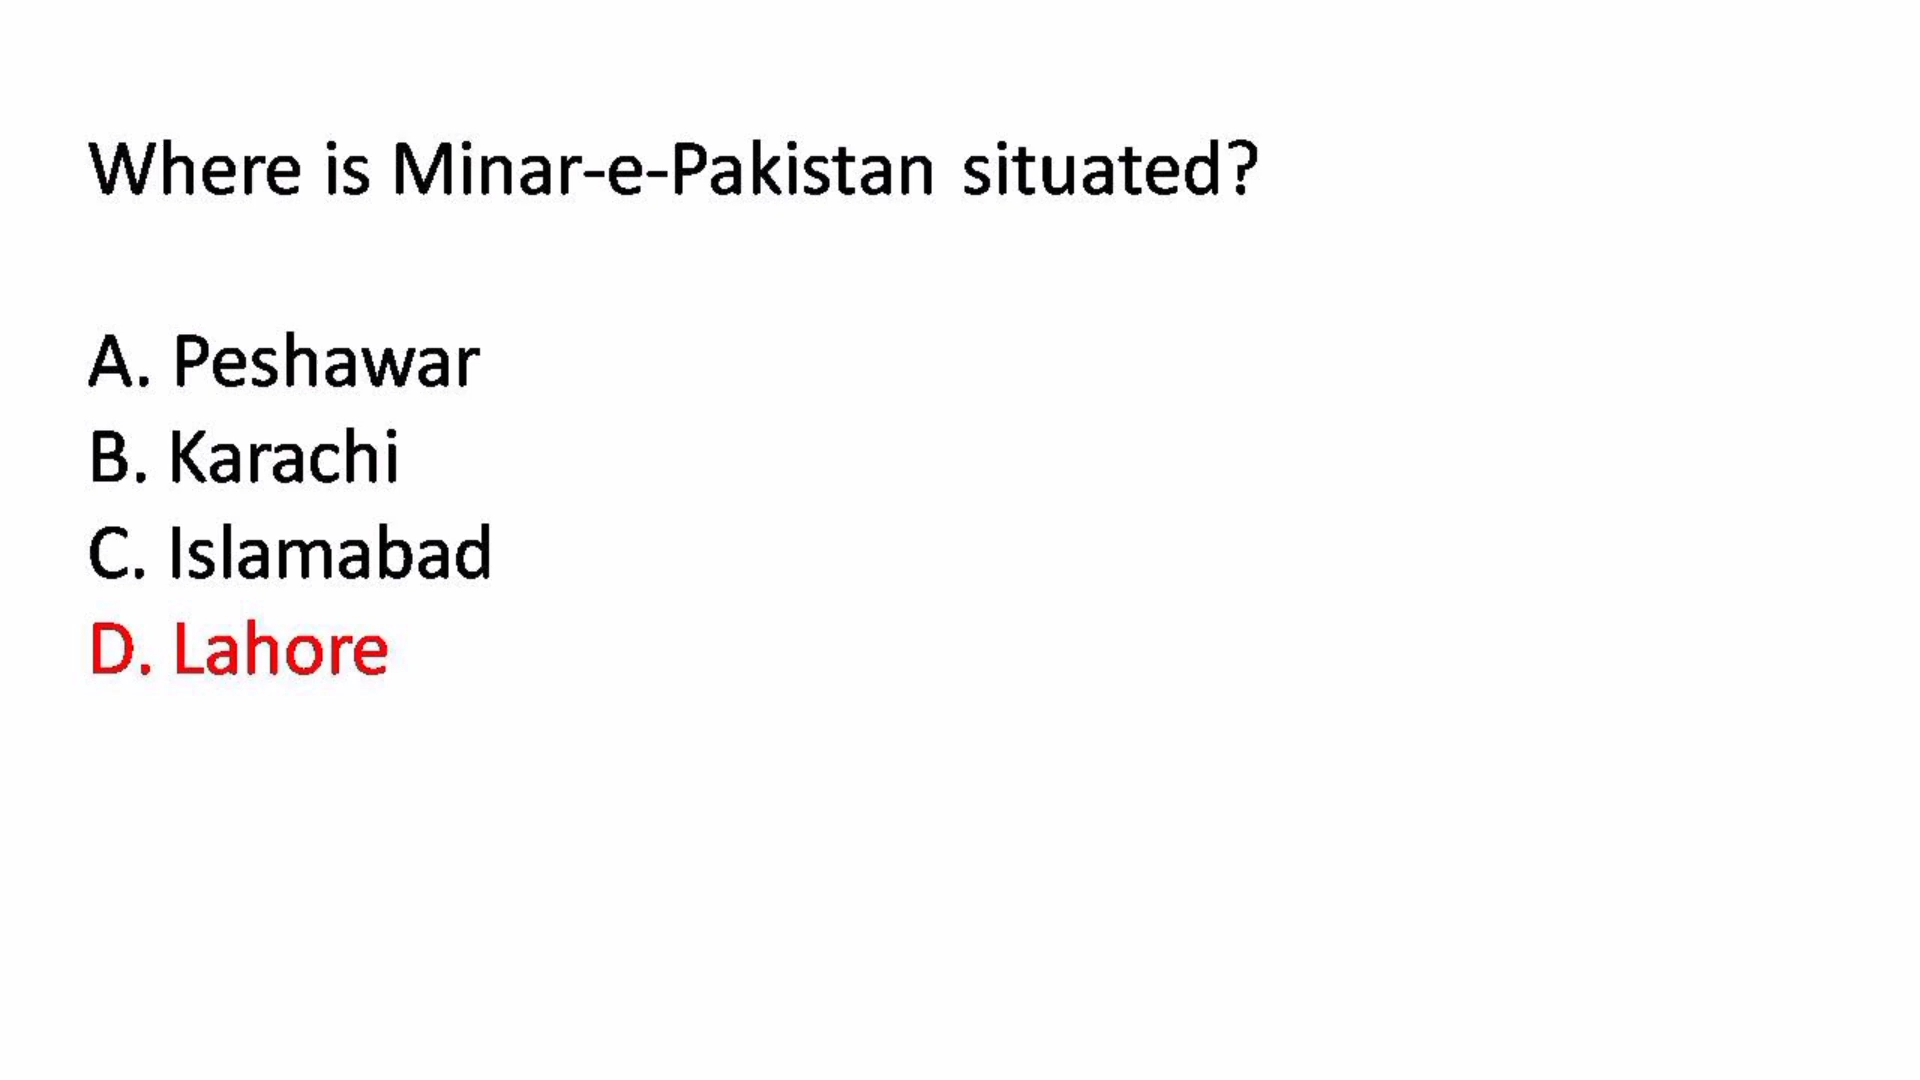 Where is Minar-e-Pakistan situated?
A. Peshawar
B. Karachi
C. Islamabad
D. Lahore